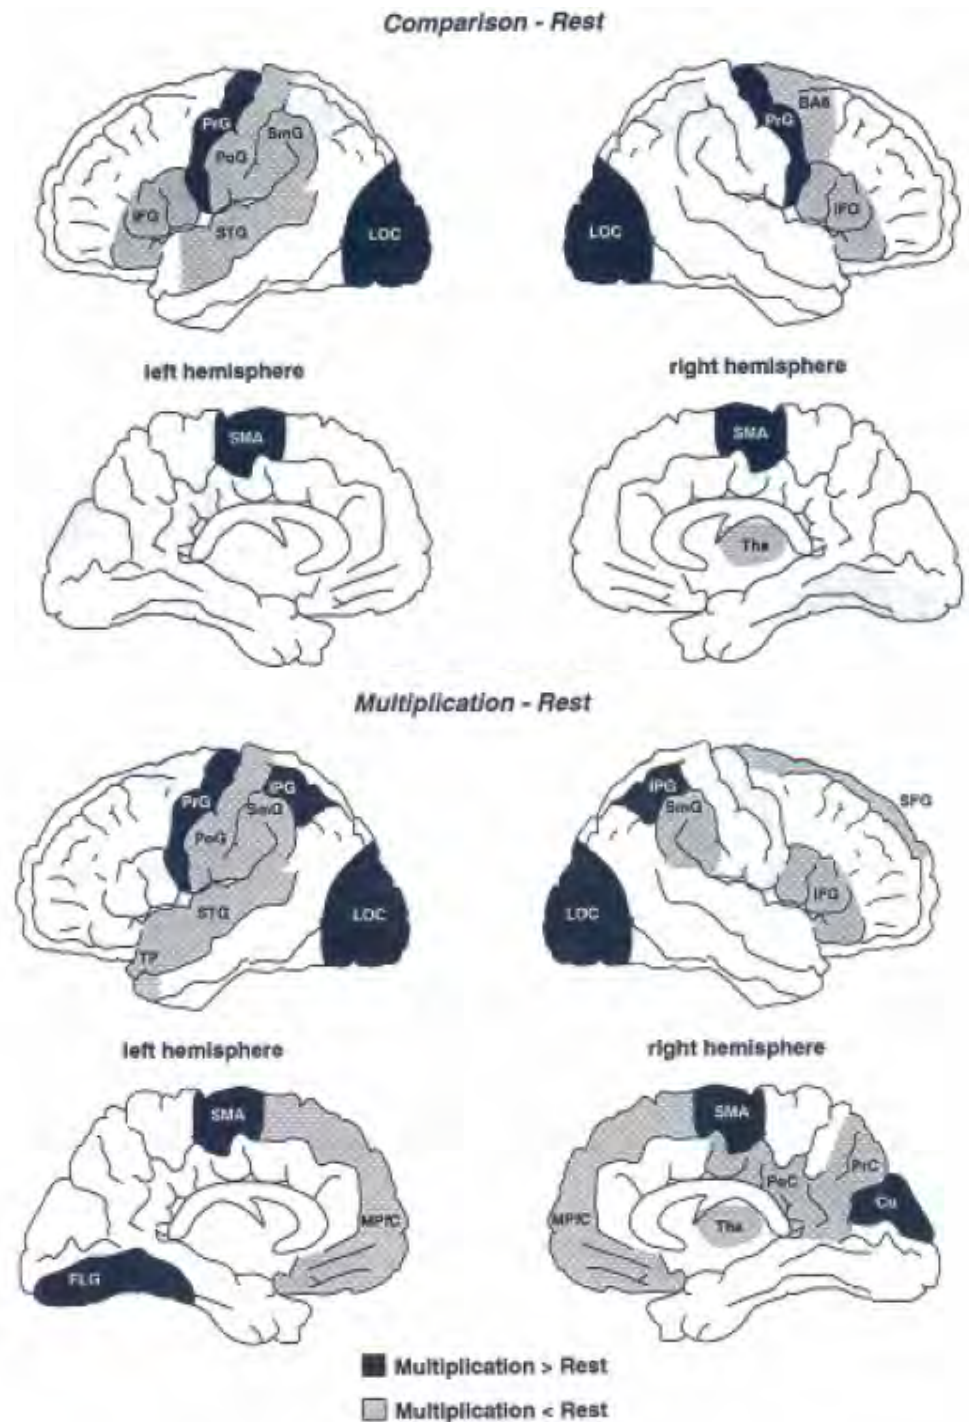 Comparison - Rest
PrG
SmG
PoG
IFG
STG
LOC
BA6
PrG
IFG
LOC
left hemisphere
right hemisphere
SMA
SMA
Tha
Multiplication - Rest
PrG
IPG
SmG
PoG
STG
TP
LOC
IPG
SmG
SFG
IFG
LOC
left hemisphere
right hemisphere
SMA
MPfC
FLG
SMA
PoC
PrC
Cu
MPfC
Tha
Multiplication > Rest
Multiplication < Rest